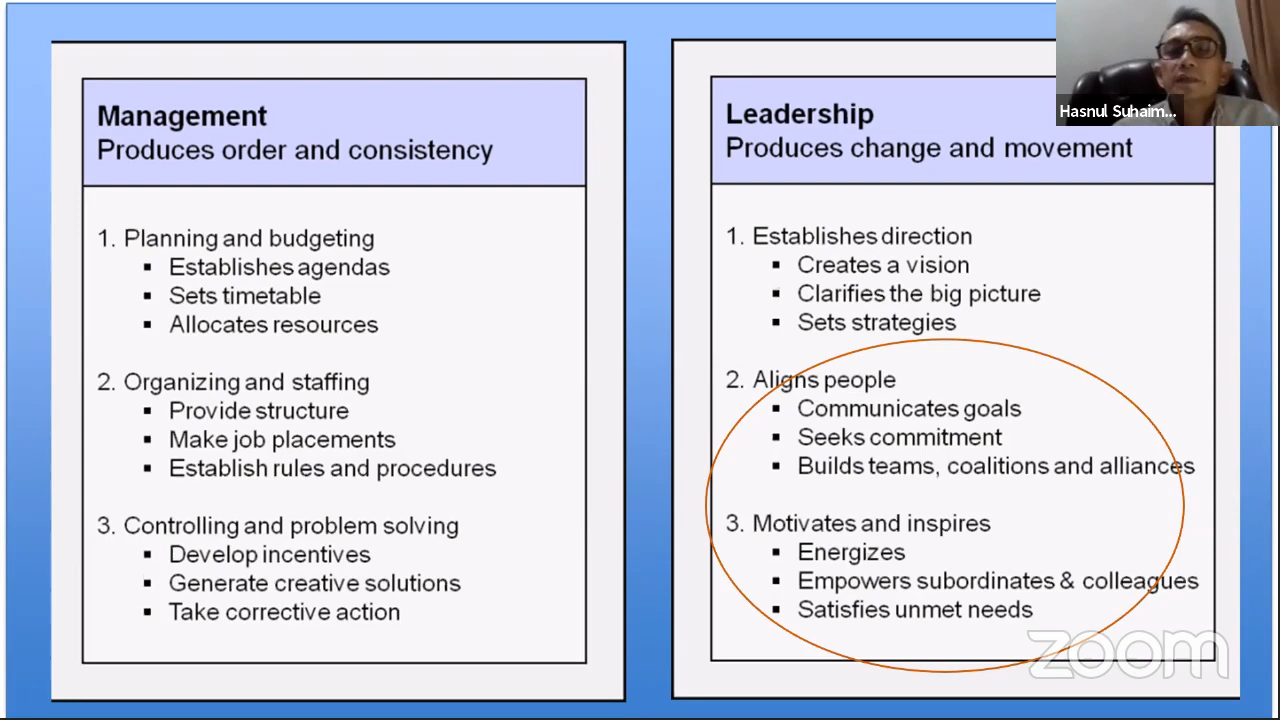 Management
Produces order and consistency
1. Planning and budgeting
▪ Establishes agendas
▪ Sets timetable
▪ Allocates resources
2. Organizing and staffing
▪ Provide structure
▪ Make job placements
▪ Establish rules and procedures
3. Controlling and problem solving
▪ Develop incentives
▪ Generate creative solutions
▪ Take corrective action
Leadership
Produces change and movement
1. Establishes direction
▪ Creates a vision
▪ Clarifies the big picture
▪ Sets strategies
2. Aligns people
▪ Communicates goals
▪ Seeks commitment
▪ Builds teams, coalitions and alliances
3. Motivates and inspires
▪ Energizes
▪ Empowers subordinates & colleagues
▪ Satisfies unmet needs
Hasnul Suhaim...
zoom